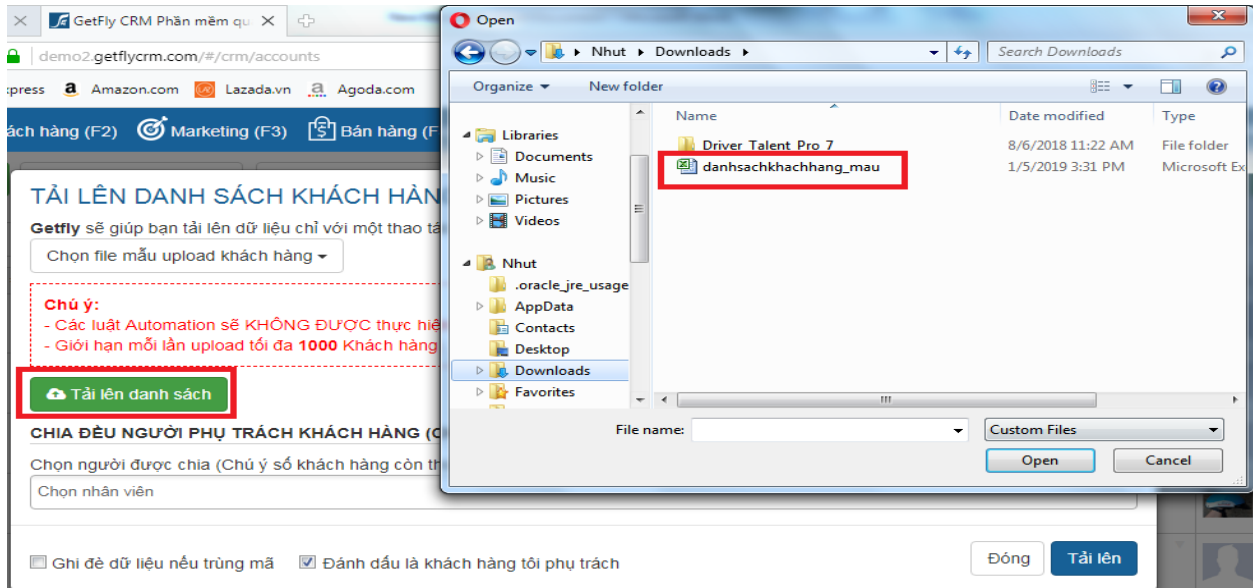 GetFly CRM Phần mềm qu
demo2.getflycrm.com/#/crm/accounts
xpress Amazon.com Lazada.vn Agoda.com
ách hàng (F2) Marketing (F3) Bán hàng (F
TẢI LÊN DANH SÁCH KHÁCH HÀN
Getfly sẽ giúp bạn tải lên dữ liệu chỉ với một thao tá
Chọn file mẫu upload khách hàng
Chú ý:
- Các luật Automation sẽ KHÔNG ĐƯỢC thực hiệ
- Giới hạn mỗi lần upload tối đa 1000 Khách hàng
Tải lên danh sách
CHIA ĐỀU NGƯỜI PHỤ TRÁCH KHÁCH HÀNG (C
Chọn người được chia (Chú ý số khách hàng còn th
Chọn nhân viên
Ghi đè dữ liệu nếu trùng mã Đánh dấu là khách hàng tôi phụ trách
Đóng Tải lên
Open
Nhut Downloads
Search Downloads
Organize New folder
Name Date modified Type
Libraries
Documents
Music
Pictures
Videos
Nhut
.oracle_jre_usage
AppData
Contacts
Desktop
Downloads
Favorites
Driver Talent Pro 7 8/6/2018 11:22 AM File folder
danhsachkhachhang_mau 1/5/2019 3:31 PM Microsoft Ex
File name: Custom Files
Open Cancel